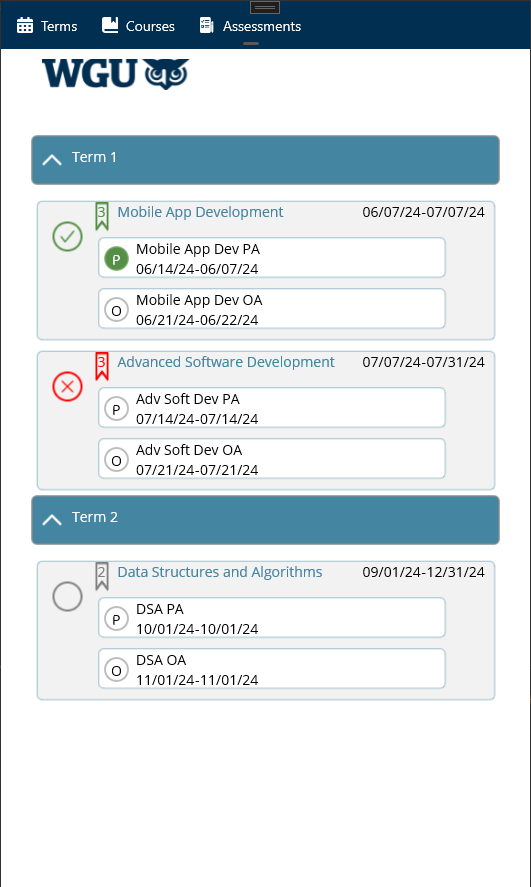 Terms Courses Assessments
WGU
Term 1
3 Mobile App Development 06/07/24-07/07/24
P Mobile App Dev PA
06/14/24-06/07/24
O Mobile App Dev OA
06/21/24-06/22/24
3 Advanced Software Development 07/07/24-07/31/24
P Adv Soft Dev PA
07/14/24-07/14/24
O Adv Soft Dev OA
07/21/24-07/21/24
Term 2
2 Data Structures and Algorithms 09/01/24-12/31/24
P DSA PA
10/01/24-10/01/24
O DSA OA
11/01/24-11/01/24